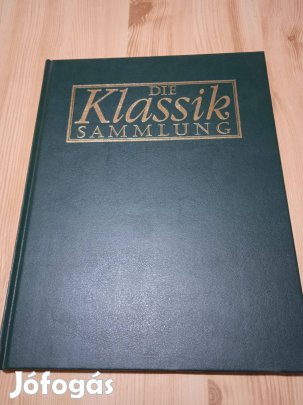 DIE
Klassik
SAMMLUNG
Jófogás